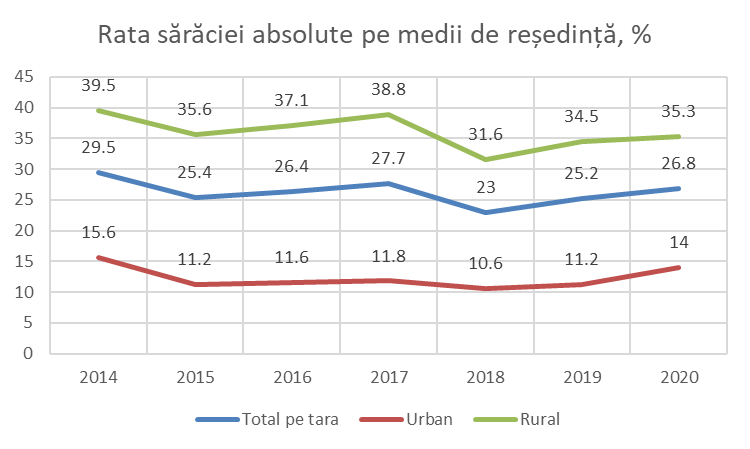 Rata sărăciei absolute pe medii de reședință, %
45
40
35
30
25
20
15
10
5
0
39.5 35.6 37.1 38.8 31.6 34.5 35.3
29.5 25.4 26.4 27.7 23 25.2 26.8
15.6 11.2 11.6 11.8 10.6 11.2 14
2014 2015 2016 2017 2018 2019 2020
Total pe tara Urban Rural